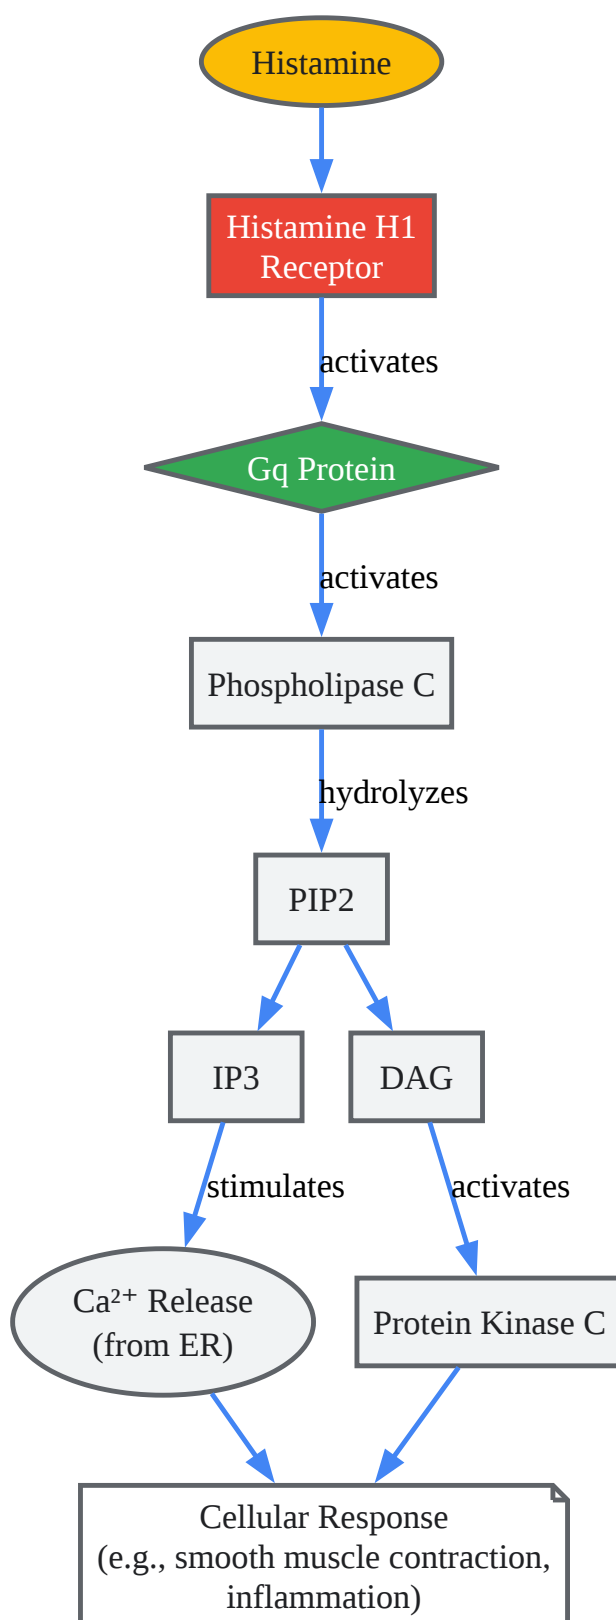 Histamine
Histamine H1
Receptor
activates
Gq Protein
activates
Phospholipase C
hydrolyzes
PIP2
IP3
DAG
stimulates
activates
Ca²⁺ Release
(from ER)
Protein Kinase C
Cellular Response
(e.g., smooth muscle contraction,
inflammation)